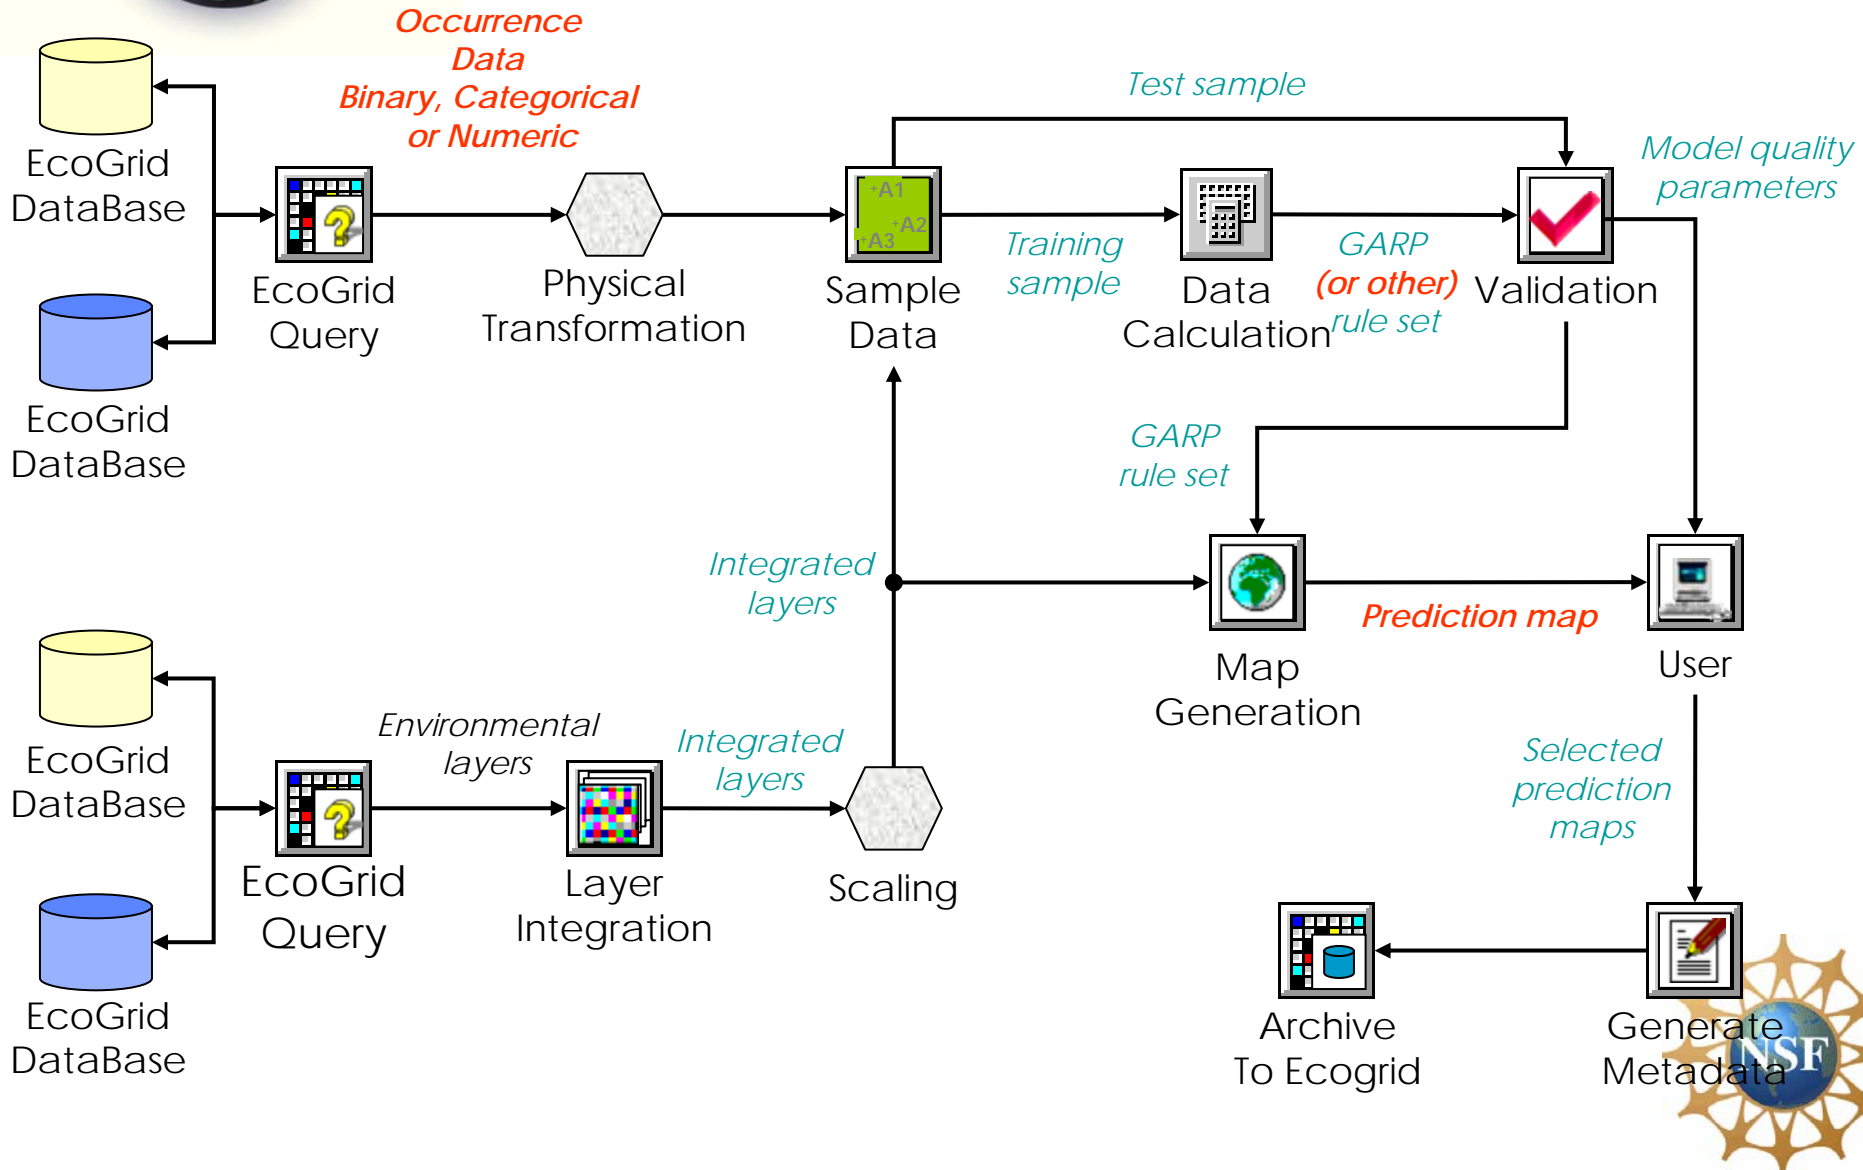 Occurrence
Data
Binary, Categorical
or Numeric
Test sample
Model quality
parameters
EcoGrid
DataBase
+A1
+A2
+A3
EcoGrid
Query
Physical
Transformation
Sample
Data
Training
sample
Data
Calculation
GARP
(or other)
rule set
Validation
EcoGrid
DataBase
GARP
rule set
Integrated
layers
Prediction map
Map
Generation
User
EcoGrid
DataBase
Environmental
layers
Integrated
layers
Selected
prediction
maps
EcoGrid
Query
Layer
Integration
Scaling
EcoGrid
DataBase
Archive
To Ecogrid
Generate
Metadata
NSF